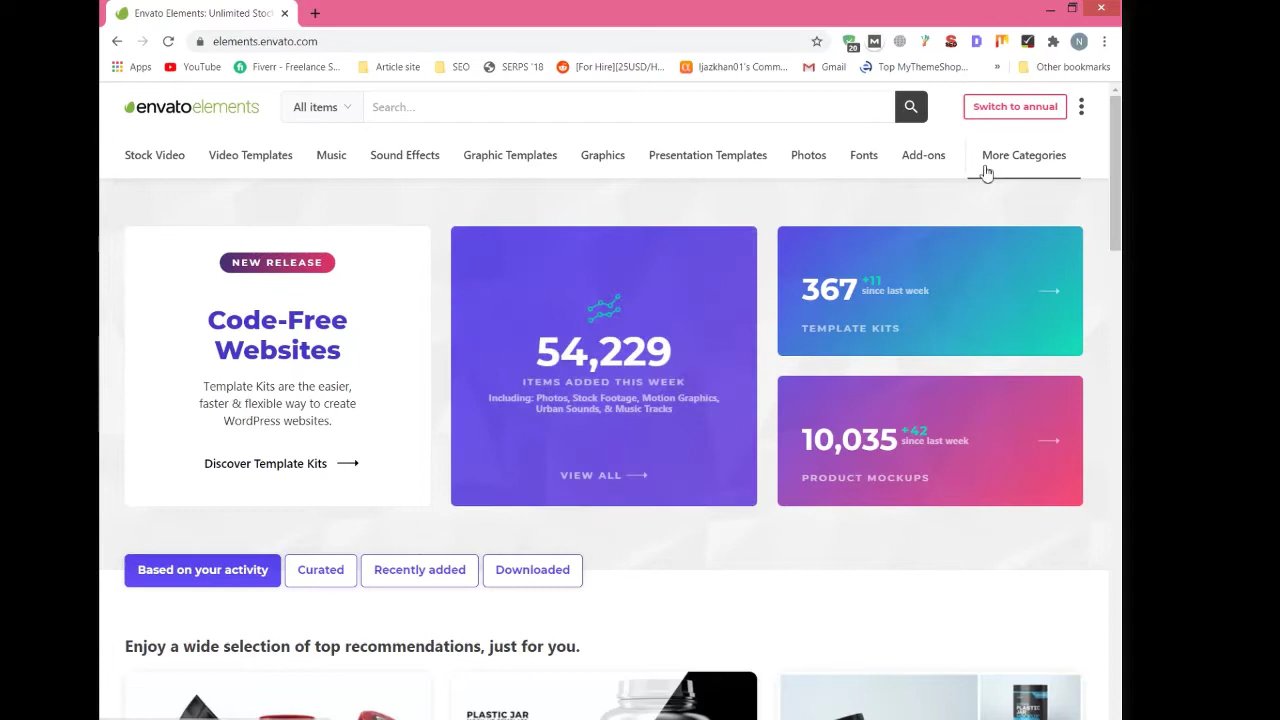 Envato Elements: Unlimited Stoc
elements.envato.com
20
N
Apps
YouTube
Fiverr - Freelance S...
Article site
SEO
SERPS '18
[For Hire][25USD/H...
Ijazkhan01's Comm...
Gmail
Top MyThemeShop...
»
Other bookmarks
envatoelements
All items
Search...
Switch to annual
Stock Video
Video Templates
Music
Sound Effects
Graphic Templates
Graphics
Presentation Templates
Photos
Fonts
Add-ons
More Categories
NEW RELEASE
Code-Free
Websites
Template Kits are the easier,
faster & flexible way to create
WordPress websites.
Discover Template Kits
54,229
ITEMS ADDED THIS WEEK
Including: Photos, Stock Footage, Motion Graphics,
Urban Sounds, & Music Tracks
VIEW ALL
367 +11
since last week
TEMPLATE KITS
10,035 +42
since last week
PRODUCT MOCKUPS
Based on your activity
Curated
Recently added
Downloaded
Enjoy a wide selection of top recommendations, just for you.
PLASTIC JAR
PLASTIC
JAR